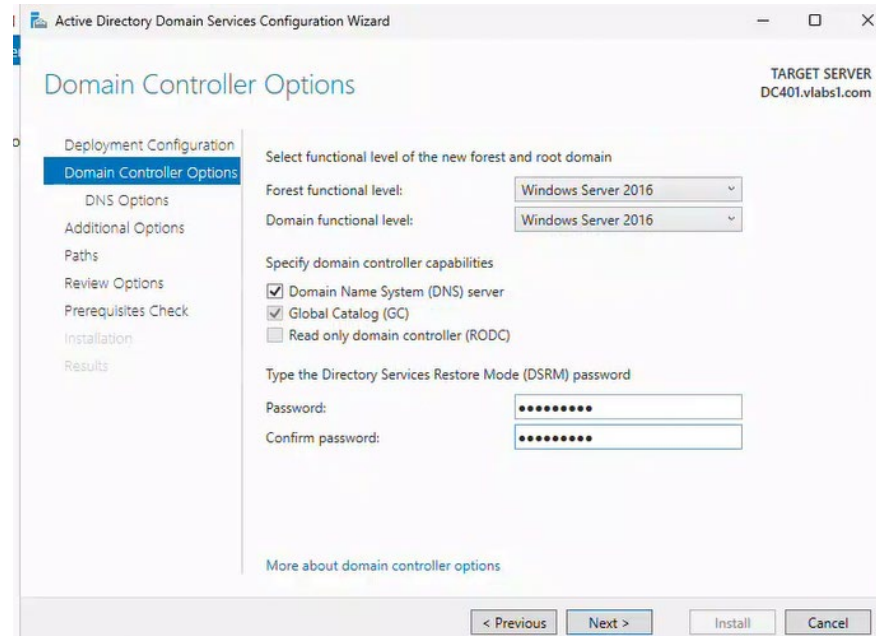 Active Directory Domain Services Configuration Wizard
Domain Controller Options
TARGET SERVER
DC401.vlabs1.com
Deployment Configuration
Domain Controller Options
DNS Options
Additional Options
Paths
Review Options
Prerequisites Check
Installation
Results
Select functional level of the new forest and root domain
Forest functional level: Windows Server 2016
Domain functional level: Windows Server 2016
Specify domain controller capabilities
Domain Name System (DNS) server
Global Catalog (GC)
Read only domain controller (RODC)
Type the Directory Services Restore Mode (DSRM) password
Password: •••••••••
Confirm password: •••••••••
More about domain controller options
< Previous Next > Install Cancel